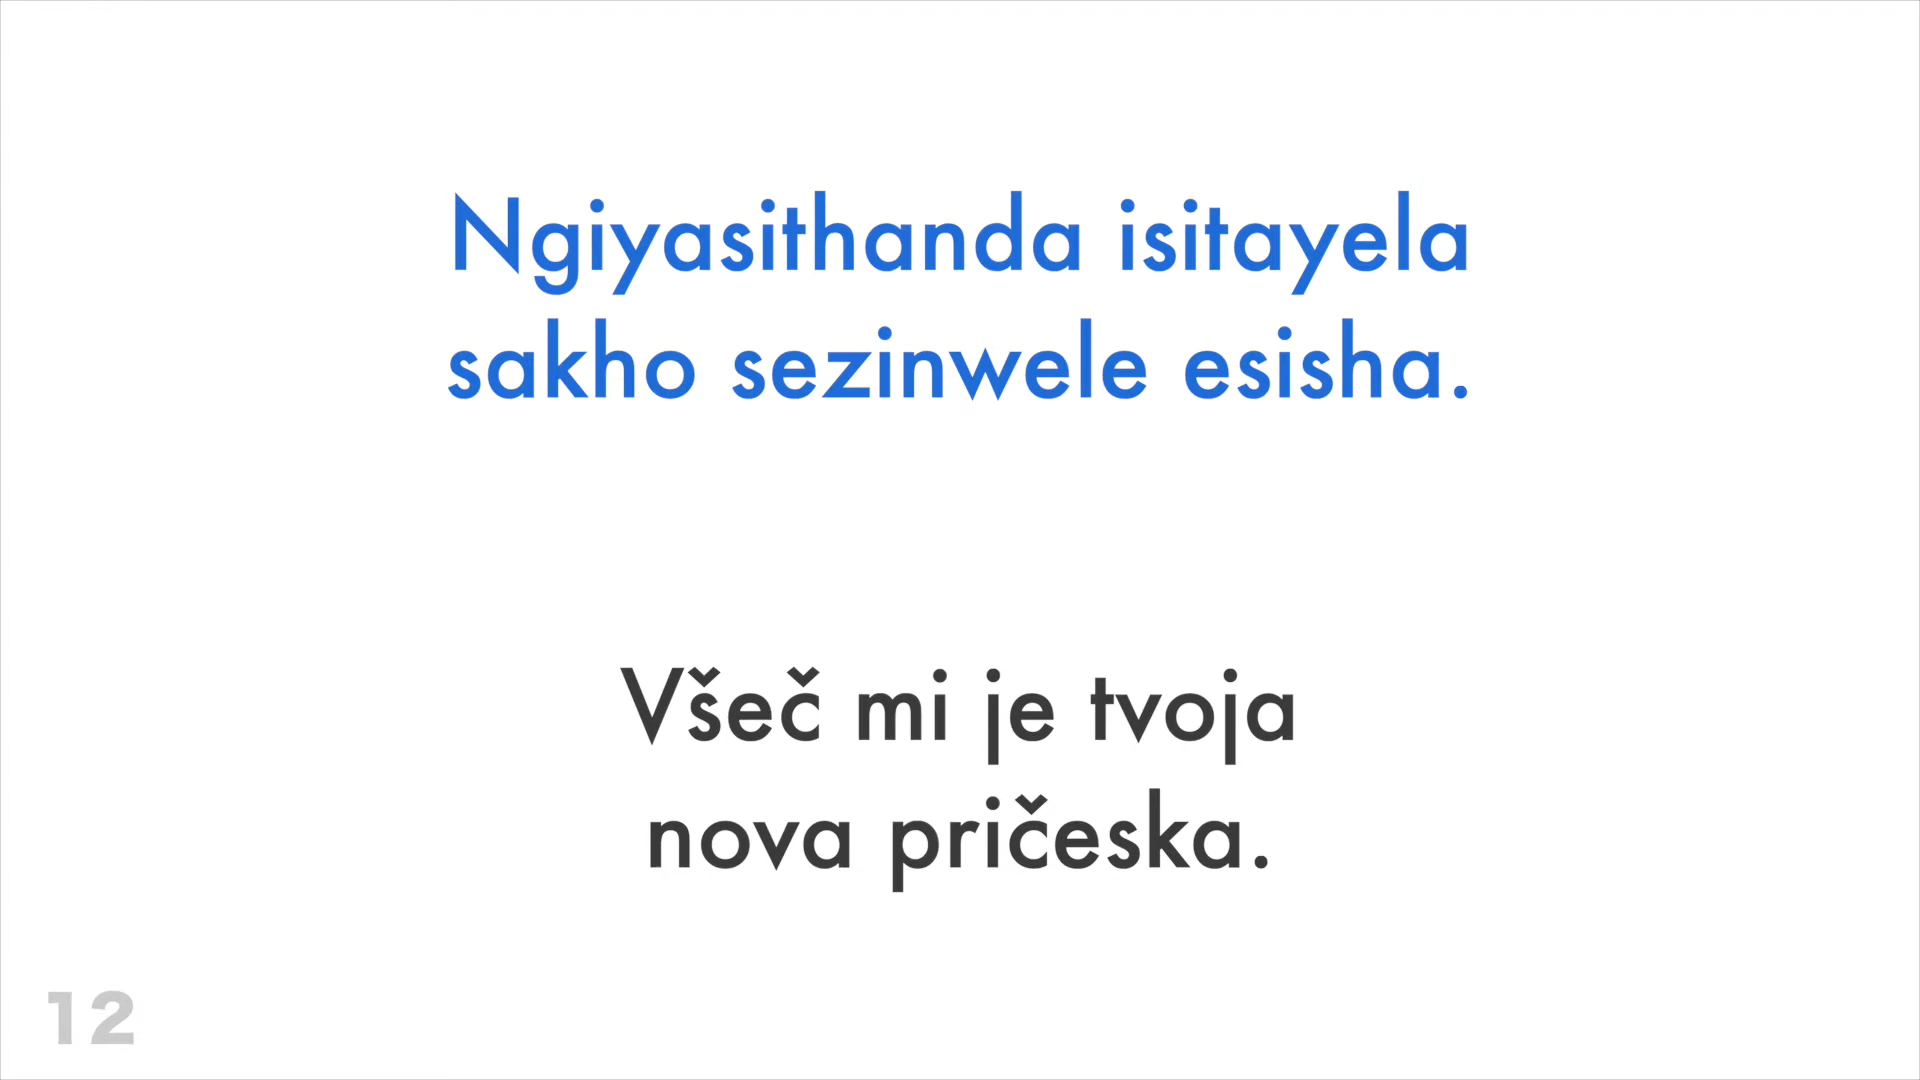 Ngiyasithanda isitayela
sakho sezinwele esisha.
Všeč mi je tvoja
nova pričeska.
12